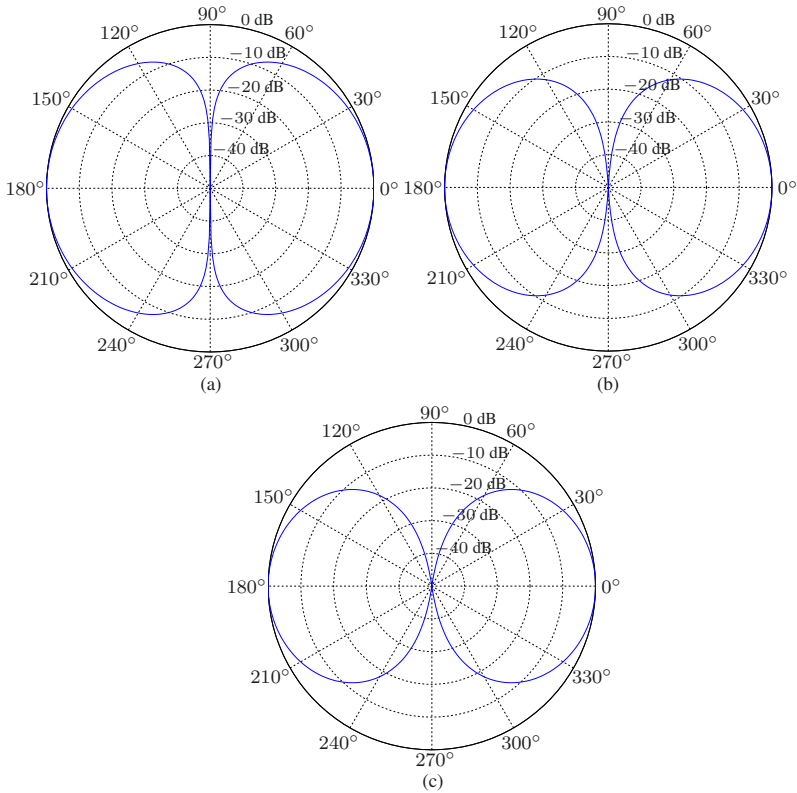 90° 0 dB 90° 0 dB
120° 60° 120° 60°
−10 dB −10 dB
150° −20 dB 30° 150° −20 dB 30°
−30 dB −30 dB
−40 dB −40 dB
180° 0° 180° 0°
210° 330° 210° 330°
240° 300° 240° 300°
270° 270°
(a) (b)
90° 0 dB
120° 60°
−10 dB
150° −20 dB 30°
−30 dB
−40 dB
180° 0°
210° 330°
240° 300°
270°
(c)